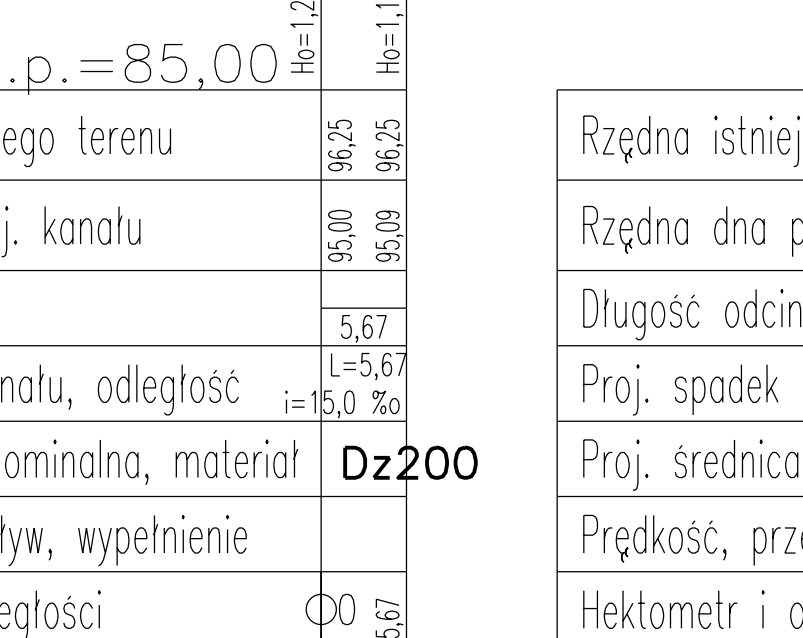 Ho=1,2 Ho=1,1
.p.=85,00
ego terenu 96,25 96,25 Rzędna istniej
j. kanału 95,00 95,09 Rzędna dna p
5,67 Długość odcin
L=5,67
nału, odległość i=15,0 ‰ Proj. spadek
ominalna, materiał Dz200 Proj. średnica
ływ, wypełnienie Prędkość, prze
egłości 0 5,67 Hektometr i o